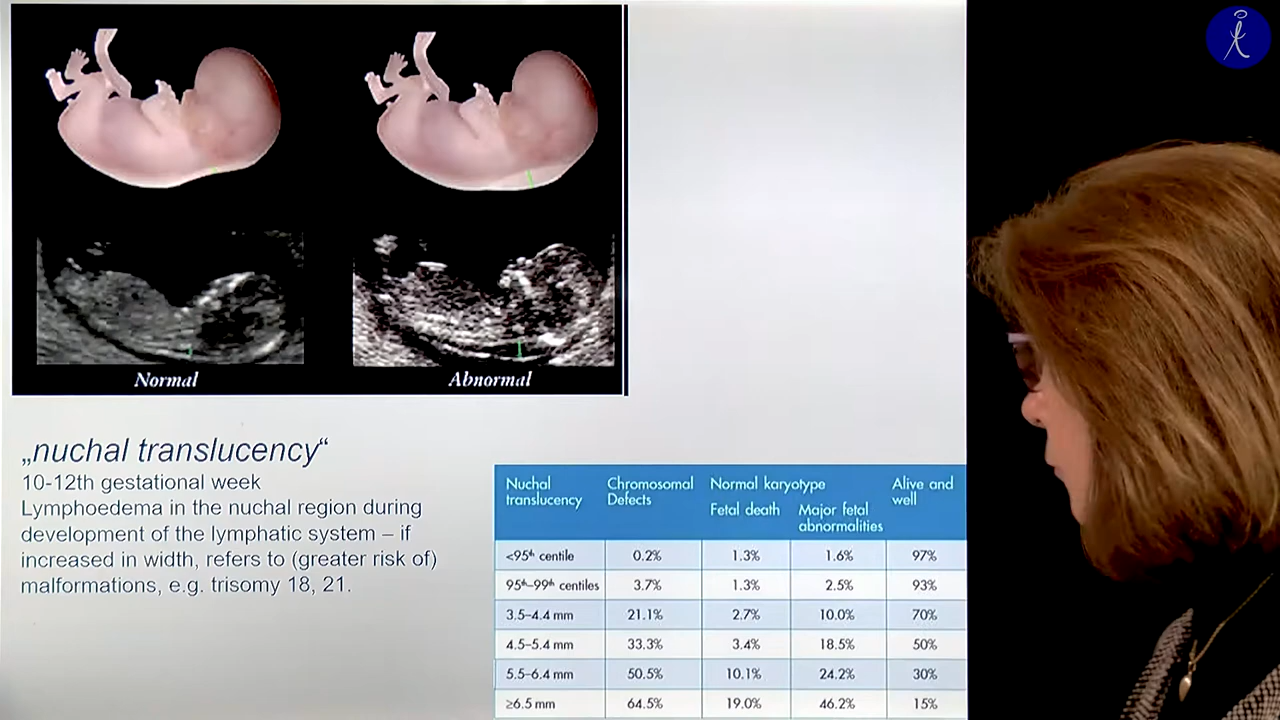 Normal
Abnormal
„nuchal translucency“
10-12th gestational week
Lymphoedema in the nuchal region during
development of the lymphatic system – if
increased in width, refers to (greater risk of)
malformations, e.g. trisomy 18, 21.
Nuchal translucency Chromosomal Defects Normal karyotype Alive and well
Fetal death Major fetal abnormalities
<95th centile 0.2% 1.3% 1.6% 97%
95th–99th centiles 3.7% 1.3% 2.5% 93%
3.5–4.4 mm 21.1% 2.7% 10.0% 70%
4.5–5.4 mm 33.3% 3.4% 18.5% 50%
5.5–6.4 mm 50.5% 10.1% 24.2% 30%
≥6.5 mm 64.5% 19.0% 46.2% 15%